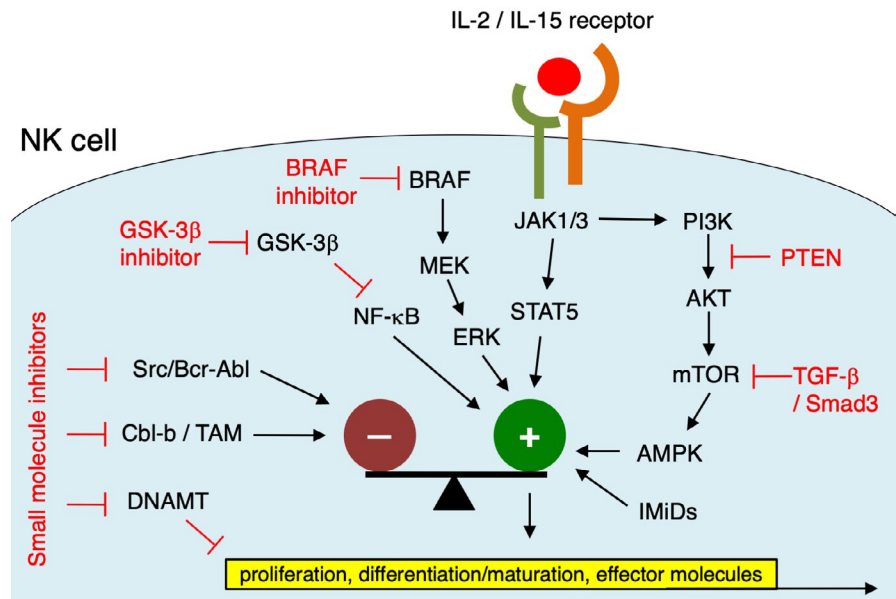 IL-2 / IL-15 receptor
NK cell
BRAF
inhibitor
BRAF
GSK-3β
inhibitor
GSK-3β
JAK1/3
PI3K
MEK
PTEN
AKT
NF-κB
STAT5
ERK
Small molecule inhibitors
Src/Bcr-Abl
mTOR
TGF-β
/ Smad3
Cbl-b / TAM
−
+
AMPK
DNAMT
IMiDs
proliferation, differentiation/maturation, effector molecules